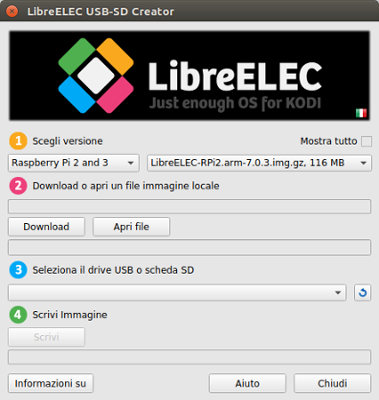 LibreELEC USB-SD Creator
LibreELEC
Just enough OS for KODI
1 Scegli versione Mostra tutto
Raspberry Pi 2 and 3 LibreELEC-RPi2.arm-7.0.3.img.gz, 116 MB
2 Download o apri un file immagine locale
Download Apri file
3 Seleziona il drive USB o scheda SD
4 Scrivi Immagine
Scrivi
Informazioni su Aiuto Chiudi